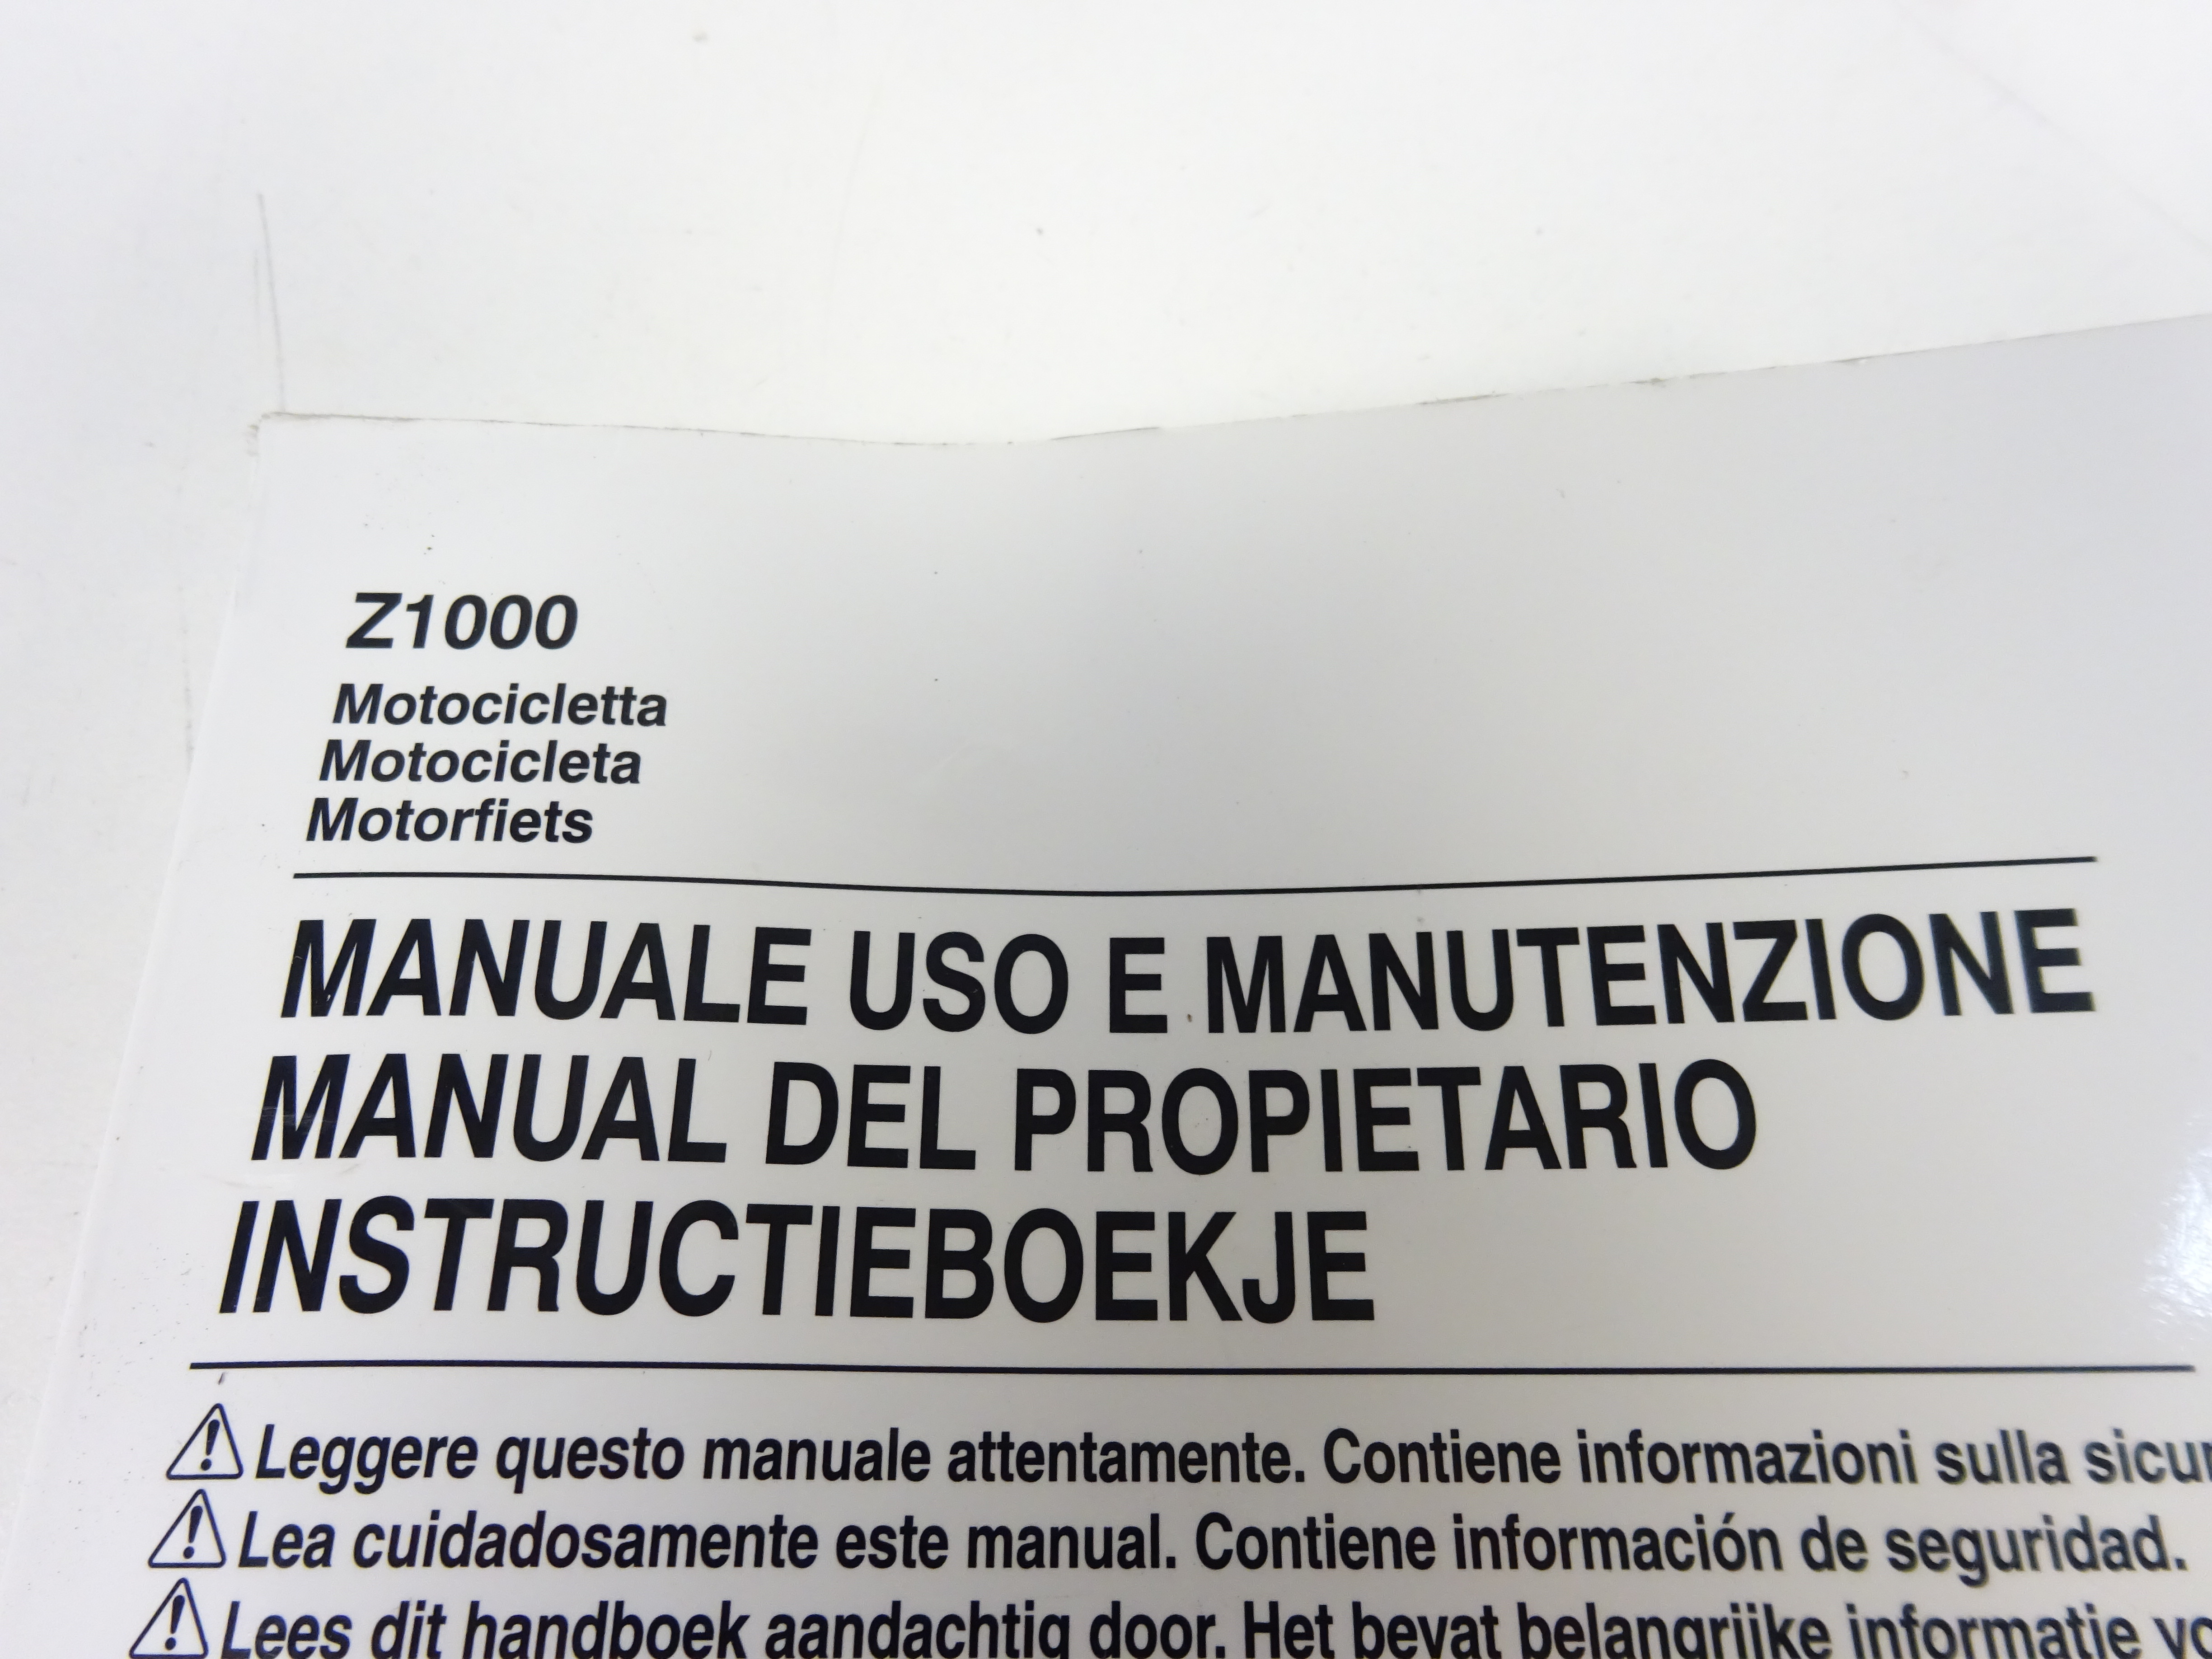 Z1000
Motocicletta
Motocicleta
Motorfiets
MANUALE USO E MANUTENZIONE
MANUAL DEL PROPIETARIO
INSTRUCTIEBOEKJE
Leggere questo manuale attentamente. Contiene informazioni sulla
Lea cuidadosamente este manual. Contiene información de seguridad.
Lees dit handboek aandachtig door. Het bevat belangrijke informatie